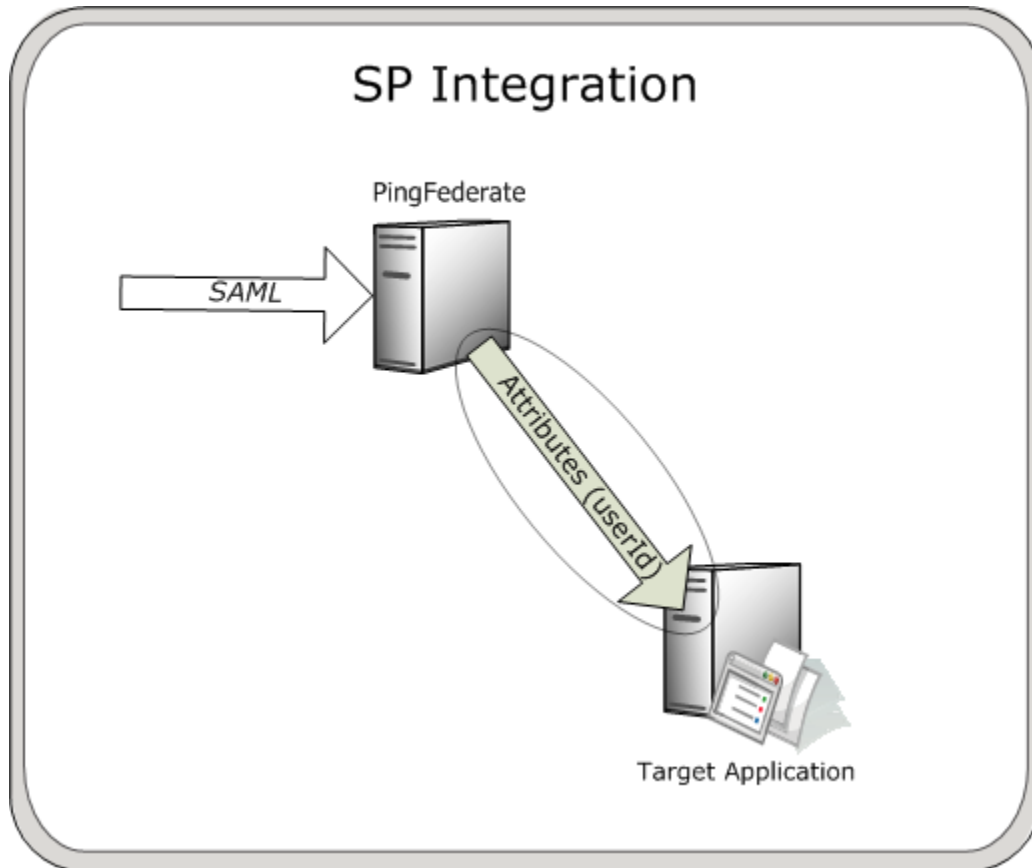 SP Integration
PingFederate
SAML
Attributes (userId)
Target Application